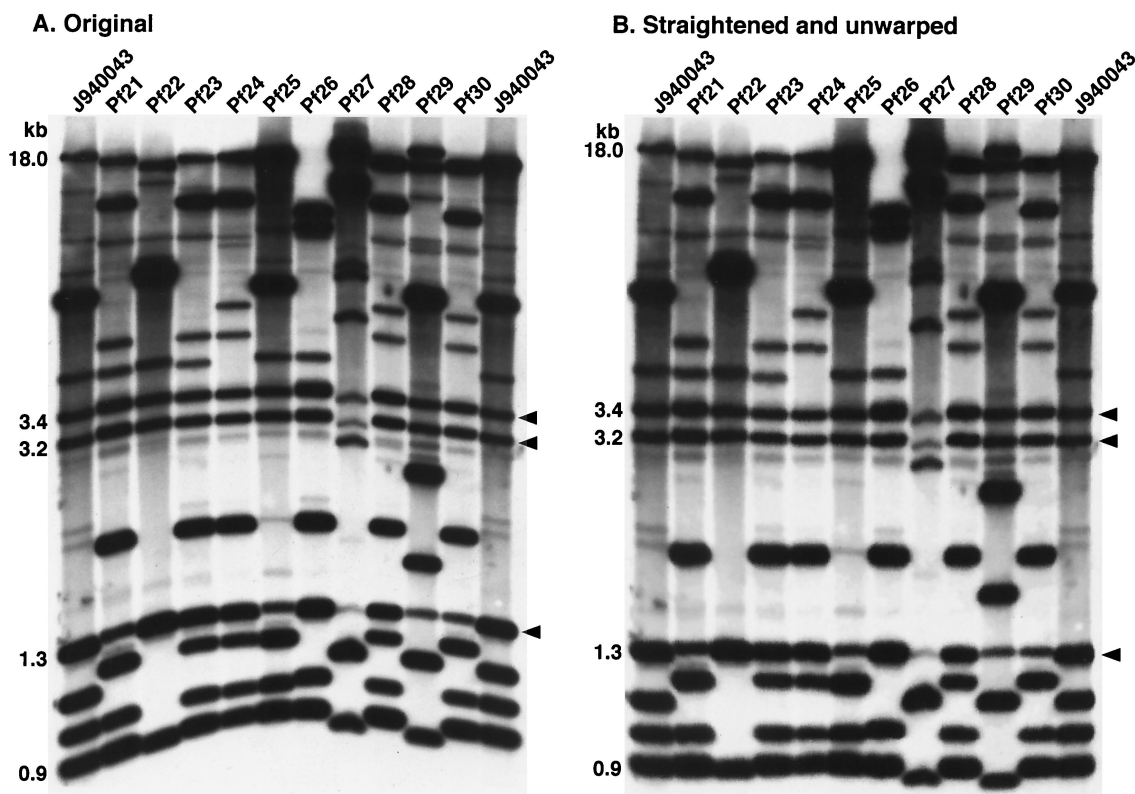 A. Original
J940043 Pf21 Pf22 Pf23 Pf24 Pf25 Pf26 Pf27 Pf28 Pf29 Pf30 J940043
kb
18.0
3.4
3.2
1.3
0.9
B. Straightened and unwarped
J940043 Pf21 Pf22 Pf23 Pf24 Pf25 Pf26 Pf27 Pf28 Pf29 Pf30 J940043
kb
18.0
3.4
3.2
1.3
0.9